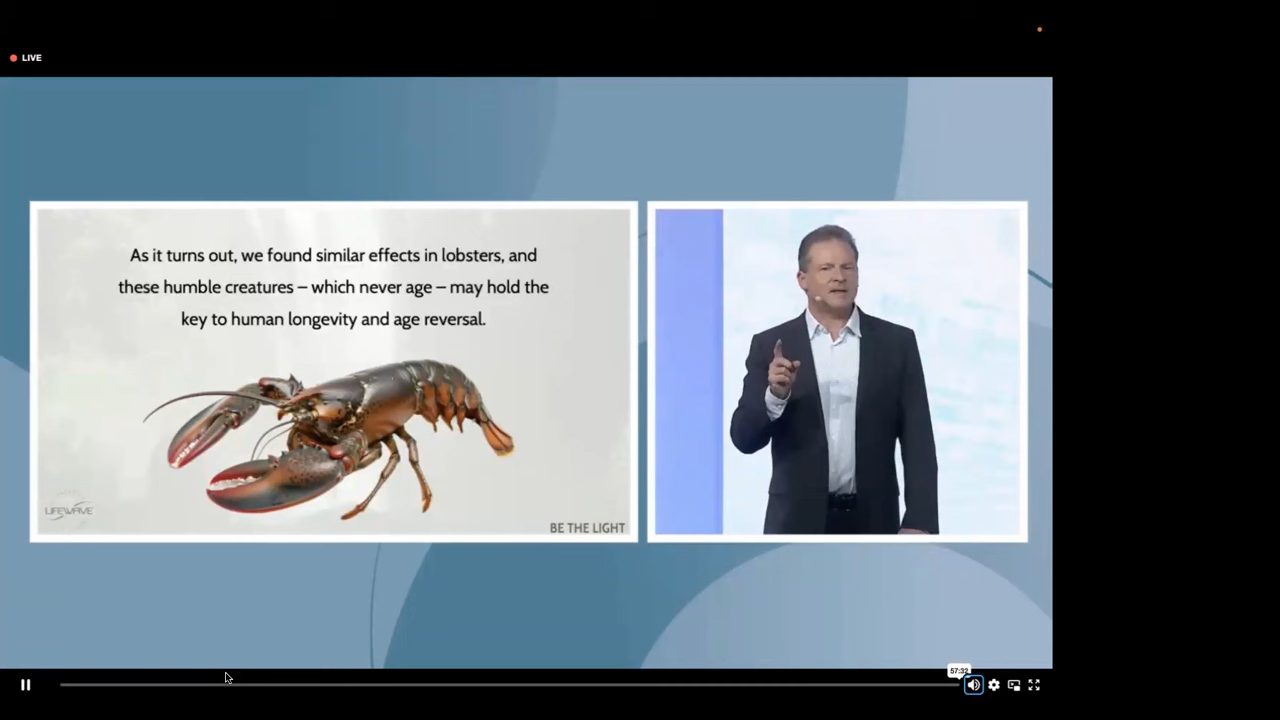 LIVE
As it turns out, we found similar effects in lobsters, and
these humble creatures – which never age – may hold the
key to human longevity and age reversal.
LIFEWAVE
BE THE LIGHT
57:32